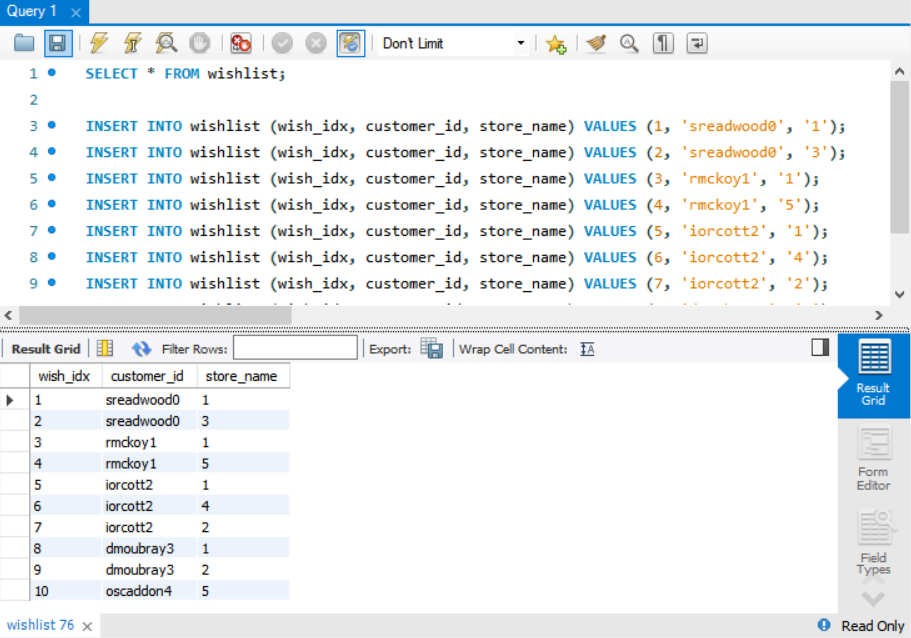 Query 1
Don't Limit
1 SELECT * FROM wishlist;
2
3 INSERT INTO wishlist (wish_idx, customer_id, store_name) VALUES (1, 'sreadwood0', '1');
4 INSERT INTO wishlist (wish_idx, customer_id, store_name) VALUES (2, 'sreadwood0', '3');
5 INSERT INTO wishlist (wish_idx, customer_id, store_name) VALUES (3, 'rmckoy1', '1');
6 INSERT INTO wishlist (wish_idx, customer_id, store_name) VALUES (4, 'rmckoy1', '5');
7 INSERT INTO wishlist (wish_idx, customer_id, store_name) VALUES (5, 'iorcott2', '1');
8 INSERT INTO wishlist (wish_idx, customer_id, store_name) VALUES (6, 'iorcott2', '4');
9 INSERT INTO wishlist (wish_idx, customer_id, store_name) VALUES (7, 'iorcott2', '2');
Result Grid Filter Rows: Export: Wrap Cell Content:
wish_idx customer_id store_name
1 sreadwood0 1
2 sreadwood0 3
3 rmckoy1 1
4 rmckoy1 5
5 iorcott2 1
6 iorcott2 4
7 iorcott2 2
8 dmoubray3 1
9 dmoubray3 2
10 oscaddon4 5
Result
Grid
Form
Editor
Field
Types
wishlist 76
Read Only